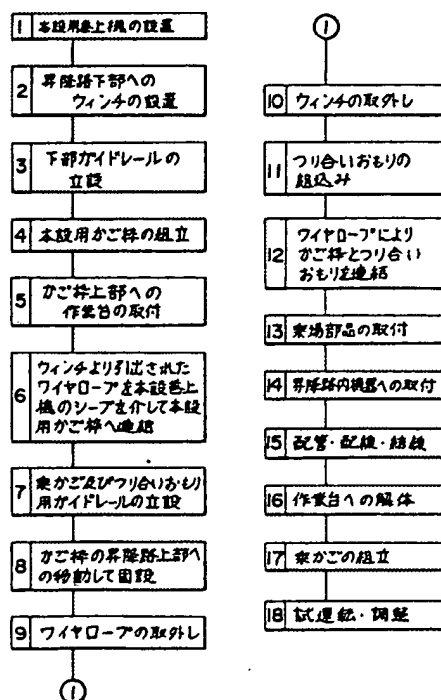 1 本設用巻上機の設置
2 昇降路下部への
ウィンチの設置
3 下部ガイドレールの
立設
4 本設用かご枠の組立
5 かご枠上部への
作業台の取付
6 ウィンチより引出された
ワイヤロープを本設巻上
機のシーブを介して本設
用かご枠へ連結
7 乗かご及びつり合いおもり
用ガイドレールの立設
8 かご枠の昇降路上部へ
の移動して固設
9 ワイヤロープの取外し
1
1
10 ウィンチの取外し
11 つり合いおもりの
組込み
12 ワイヤロープにより
かご枠とつり合い
おもりを連結
13 乗場部品の取付
14 昇降路内機器への取付
15 配管・配線・結線
16 作業台への解体
17 乗かごの組立
18 試運転・調整